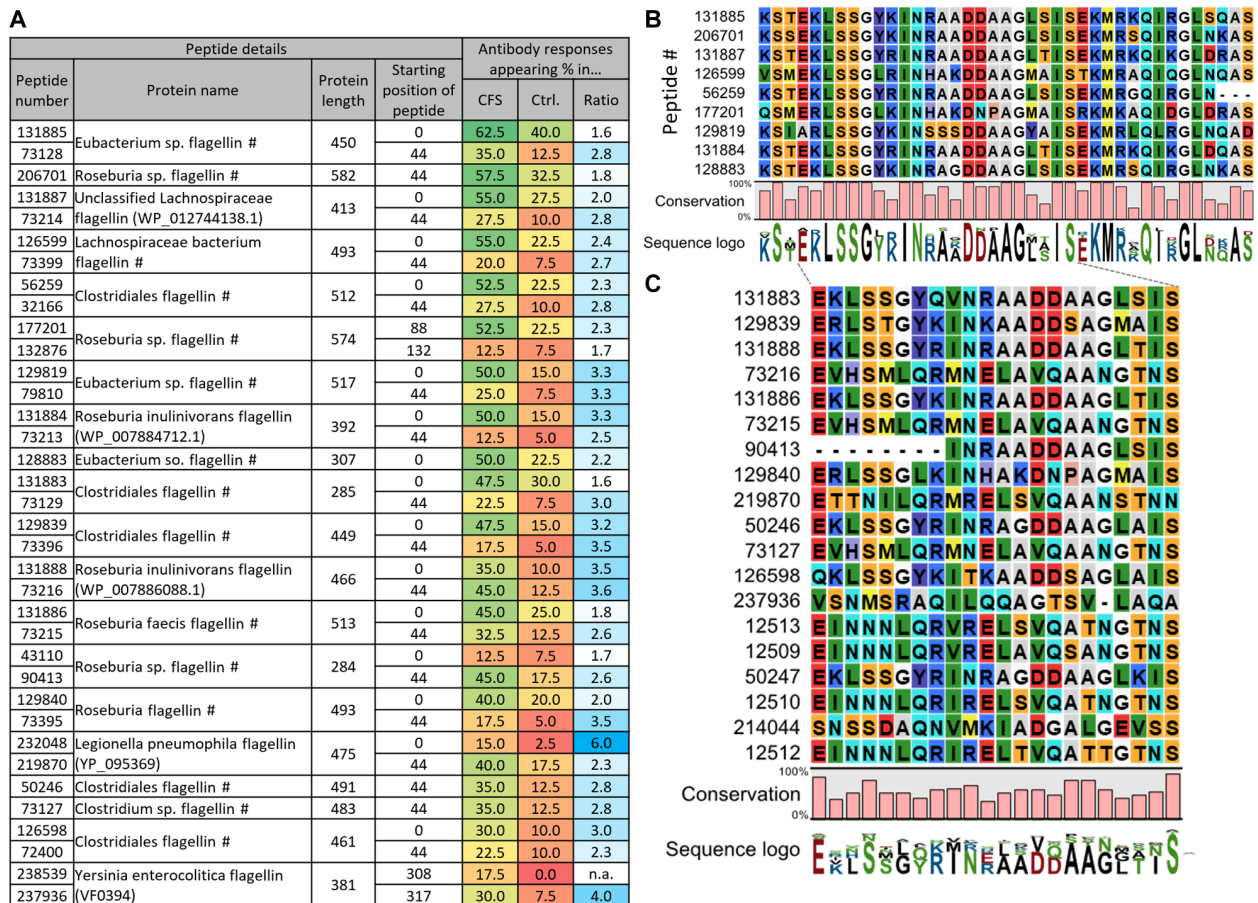 A
Peptide details
Antibody responses appearing % in...
Peptide number
Protein name
Protein length
Starting position of peptide
CFS
Ctrl.
Ratio
131885 Eubacterium sp. flagellin # 450 0 62.5 40.0 1.6
73128 44 35.0 12.5 2.8
206701 Roseburia sp. flagellin # 582 44 57.5 32.5 1.8
131887 Unclassified Lachnospiraceae 413 0 55.0 27.5 2.0
73214 flagellin (WP_012744138.1) 44 27.5 10.0 2.8
126599 Lachnospiraceae bacterium 493 0 55.0 22.5 2.4
73399 flagellin # 44 20.0 7.5 2.7
56259 Clostridiales flagellin # 512 0 52.5 22.5 2.3
32166 44 27.5 10.0 2.8
177201 Roseburia sp. flagellin # 574 88 52.5 22.5 2.3
132876 132 12.5 7.5 1.7
129819 Eubacterium sp. flagellin # 517 0 50.0 15.0 3.3
79810 44 25.0 7.5 3.3
131884 Roseburia inulinivorans flagellin 392 0 50.0 15.0 3.3
73213 (WP_007884712.1) 44 12.5 5.0 2.5
128883 Eubacterium so. flagellin # 307 0 50.0 22.5 2.2
131883 Clostridiales flagellin # 285 0 47.5 30.0 1.6
73129 44 22.5 7.5 3.0
129839 Clostridiales flagellin # 449 0 47.5 15.0 3.2
73396 44 17.5 5.0 3.5
131888 Roseburia inulinivorans flagellin 466 0 35.0 10.0 3.5
73216 (WP_007886088.1) 44 45.0 12.5 3.6
131886 Roseburia faecis flagellin # 513 0 45.0 25.0 1.8
73215 44 32.5 12.5 2.6
43110 Roseburia sp. flagellin # 284 0 12.5 7.5 1.7
90413 44 45.0 17.5 2.6
129840 Roseburia flagellin # 493 0 40.0 20.0 2.0
73395 44 17.5 5.0 3.5
232048 Legionella pneumophila flagellin 475 0 15.0 2.5 6.0
219870 (YP_095369) 44 40.0 17.5 2.3
50246 Clostridiales flagellin # 491 44 35.0 12.5 2.8
73127 Clostridium sp. flagellin # 483 44 35.0 12.5 2.8
126598 Clostridiales flagellin # 461 0 30.0 10.0 3.0
72400 44 22.5 10.0 2.3
238539 Yersinia enterocolitica flagellin 381 308 17.5 0.0 n.a.
237936 (VF0394) 317 30.0 7.5 4.0
B
Peptide #
131885 KSTEKLSSGYKINRAADDAAGLSISEKMRKQIRGLSQAS
206701 KSSEKLSSGYRINRAADDAAGLSISEKMRSQIRGLNKAS
131887 KSTEKLSSGYRINRAADDAAGLTISEKMRKQIRGLDRAS
126599 VSMEKLSSGLRINHAKDDAAGMAISTKMRAQIQGLNQAS
56259 KSTEKLSSGYRINRAADDAAGLSISEKMRGQIRGLN---
177201 QSMERLSSGLKINHAKDNPAGMAISRKMKAQIDGLDRAS
129819 KSIARLSSGYKINSSSDDAAGYAISEKMRLQLRGLNQAD
131884 KSTEKLSSGYRINRAADDAAGLTISEKMRKQIKGLDQAS
128883 KSTEKLSSGYRINRAADDAAGLSISEKMRSQIRGLNKAS
100%
Conservation
0%
Sequence logo
C
131883 EKLSSGYQVNRAADDAAGLSIS
129839 ERLSTGYKINKAADDSAGMAIS
131888 EKLSSGYRINRAADDAAGLTIS
73216 EVHSMLQRMNELAVQAANGTNS
131886 EKLSSGYKINRAADDAAGLTIS
73215 EVHSMLQRMNELAVQAANGTNS
90413 --------INRAADDAAGLSIS
129840 ERLSSGLKINHAKDNPAGMAIS
219870 ETTNILQRMRELSVQAANSTNN
50246 EKLSSGYRINRAGDDAAGLAIS
73127 EVHSMLQRMNELAVQAANGTNS
126598 QKLSSGYKITKAADDSAGLAIS
237936 VSNMSRAQILQQAGTSV-LAQA
12513 EINNNLQRVRELSVQATNGTNS
12509 EINNNLQRVRELAVQSANGTNS
50247 EKLSSGYRINRAGDDAAGLKIS
12510 EINNNLQRIRELSVQATNGTNS
214044 SNSSDAQNVMKIADGALGEVSS
12512 EINNNLQRIRELTVQATTGTNS
100%
Conservation
0%
Sequence logo